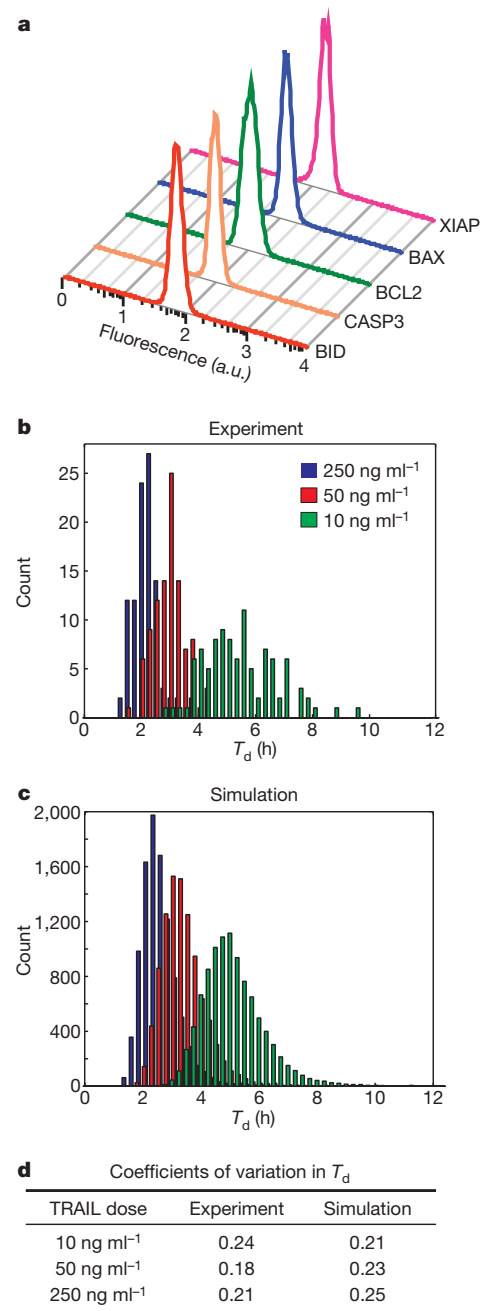 a
XIAP
BAX
BCL2
CASP3
BID
0 1 2 3 4
Fluorescence (a.u.)
b Experiment
250 ng ml⁻¹
50 ng ml⁻¹
10 ng ml⁻¹
25
20
15
10
5
0
Count
0 2 4 6 8 10 12
Td (h)
c Simulation
2,000
1,600
1,200
800
400
0
Count
0 2 4 6 8 10 12
Td (h)
d Coefficients of variation in Td
TRAIL dose Experiment Simulation
10 ng ml⁻¹ 0.24 0.21
50 ng ml⁻¹ 0.18 0.23
250 ng ml⁻¹ 0.21 0.25